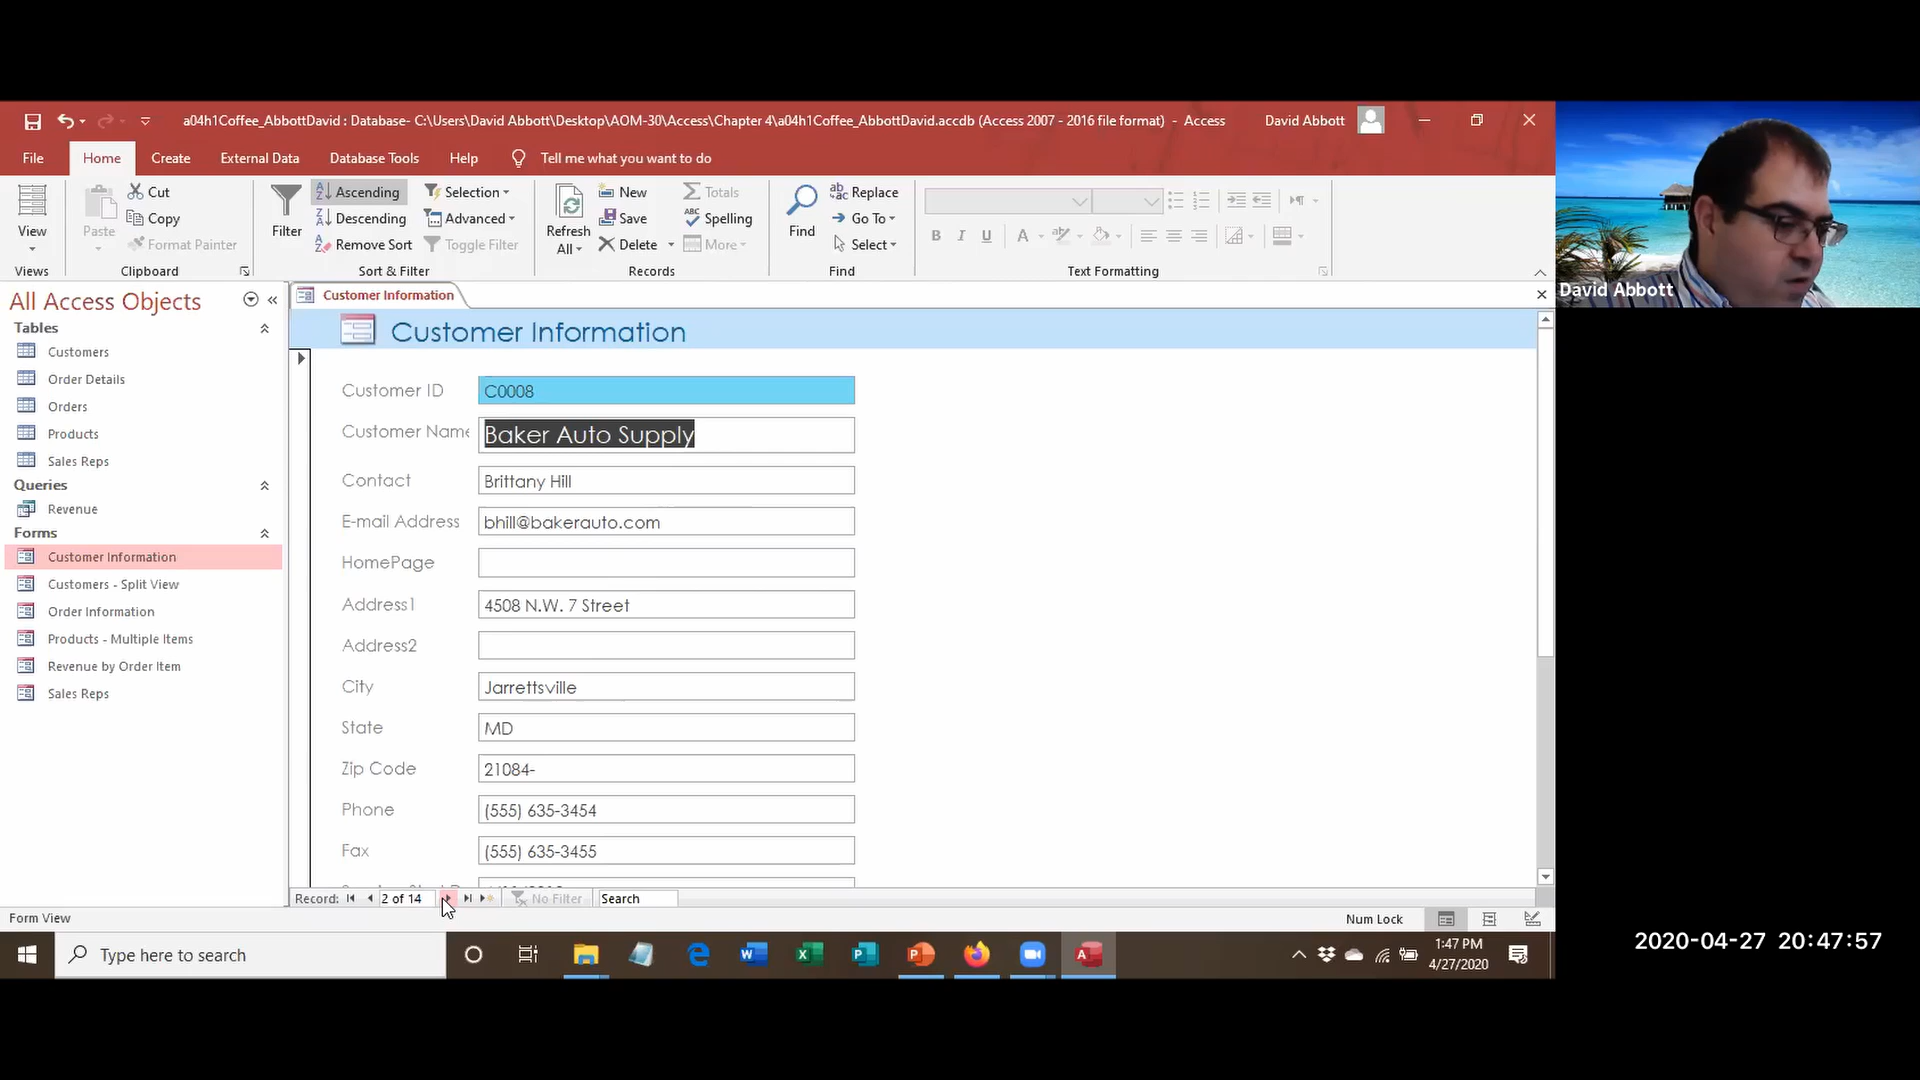 a04h1Coffee_AbbottDavid : Database- C:\Users\David Abbott\Desktop\AOM-30\Access\Chapter 4\a04h1Coffee_AbbottDavid.accdb (Access 2007 - 2016 file format) - Access
David Abbott
File Home Create External Data Database Tools Help Tell me what you want to do
View
Views
Paste
Cut
Copy
Format Painter
Clipboard
Filter
Ascending
Descending
Remove Sort
Selection
Advanced
Toggle Filter
Sort & Filter
Refresh
All
New
Save
Delete
Totals
Spelling
More
Records
Find
Replace
Go To
Select
Find
B I U A
Text Formatting
All Access Objects
Tables
Customers
Order Details
Orders
Products
Sales Reps
Queries
Revenue
Forms
Customer Information
Customers - Split View
Order Information
Products - Multiple Items
Revenue by Order Item
Sales Reps
Customer Information
Customer Information
Customer ID C0008
Customer Name Baker Auto Supply
Contact Brittany Hill
E-mail Address bhill@bakerauto.com
HomePage
Address1 4508 N.W. 7 Street
Address2
City Jarrettsville
State MD
Zip Code 21084-
Phone (555) 635-3454
Fax (555) 635-3455
Record: 2 of 14 No Filter Search
Form View
Num Lock
Type here to search
1:47 PM
4/27/2020
David Abbott
2020-04-27 20:47:57